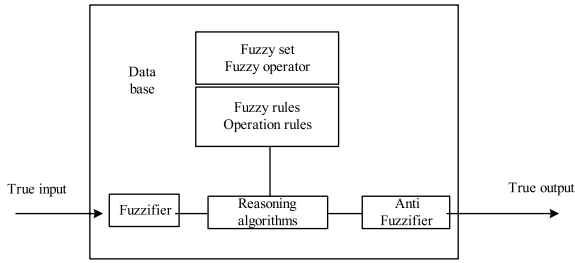 Fuzzy set
Fuzzy operator
Data
base
Fuzzy rules
Operation rules
True input
True output
Fuzzifier
Reasoning
algorithms
Anti
Fuzzifier